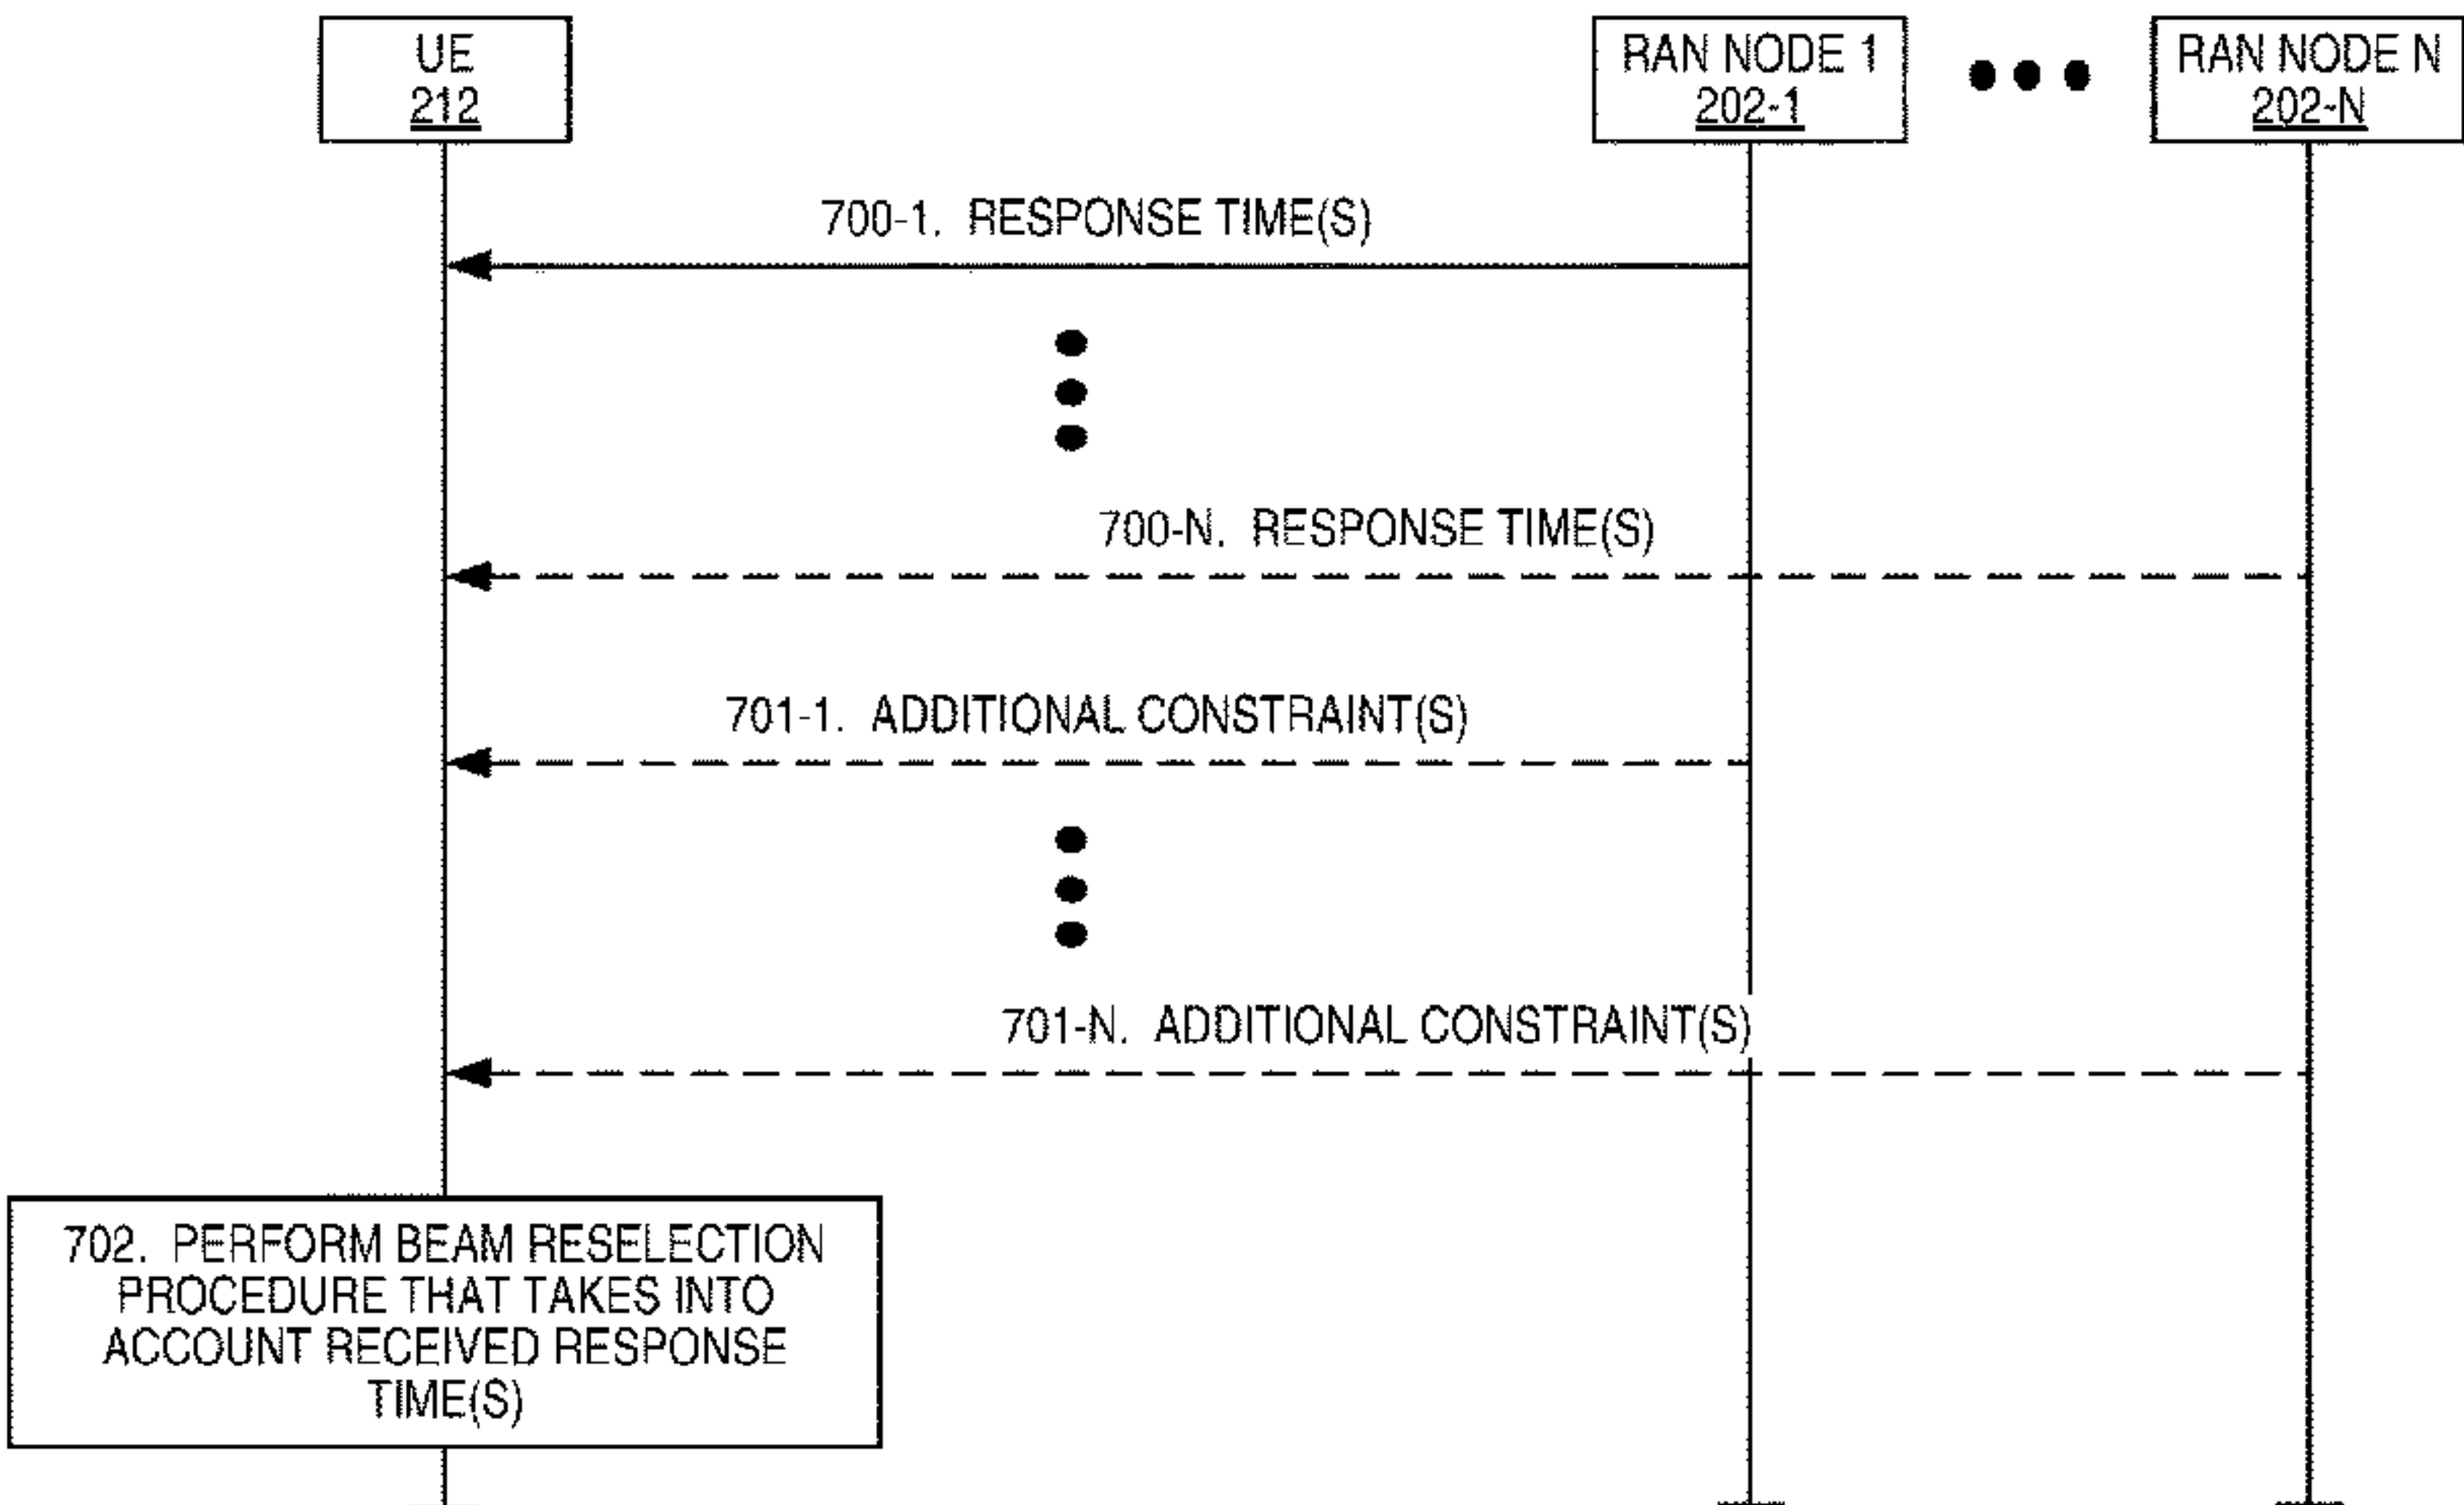 UE
212
RAN NODE 1
202-1
RAN NODE N
202-N
700-1. RESPONSE TIME(S)
700-N. RESPONSE TIME(S)
701-1. ADDITIONAL CONSTRAINT(S)
701-N. ADDITIONAL CONSTRAINT(S)
702. PERFORM BEAM RESELECTION
PROCEDURE THAT TAKES INTO
ACCOUNT RECEIVED RESPONSE
TIME(S)